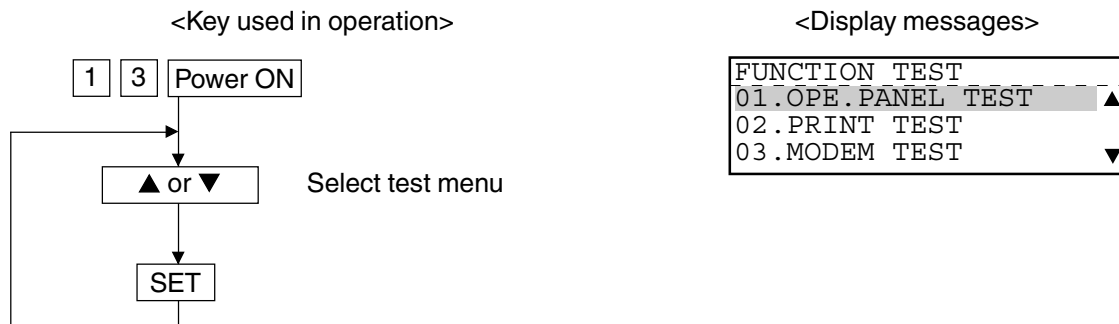 <Key used in operation>
<Display messages>
1 3 Power ON
▲ or ▼ Select test menu
SET
FUNCTION TEST
01.OPE.PANEL TEST ▲
02.PRINT TEST
03.MODEM TEST ▼